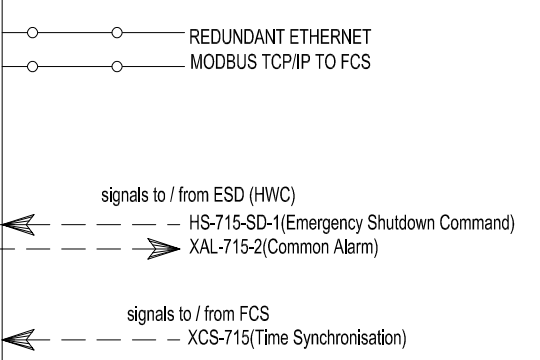 REDUNDANT ETHERNET
MODBUS TCP/IP TO FCS
signals to / from ESD (HWC)
HS-715-SD-1(Emergency Shutdown Command)
XAL-715-2(Common Alarm)
signals to / from FCS
XCS-715(Time Synchronisation)